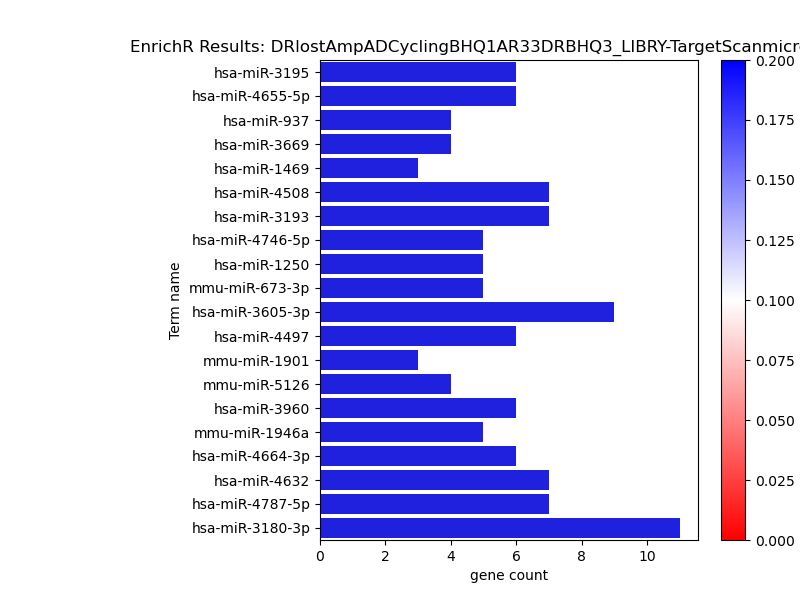 EnrichR Results: DRlostAmpADCyclingBHQ1AR33DRBHQ3_LIBRY-TargetScanmicr
hsa-miR-3195
hsa-miR-4655-5p
hsa-miR-937
hsa-miR-3669
hsa-miR-1469
hsa-miR-4508
hsa-miR-3193
hsa-miR-4746-5p
hsa-miR-1250
mmu-miR-673-3p
hsa-miR-3605-3p
hsa-miR-4497
mmu-miR-1901
mmu-miR-5126
hsa-miR-3960
mmu-miR-1946a
hsa-miR-4664-3p
hsa-miR-4632
hsa-miR-4787-5p
hsa-miR-3180-3p
Term name
0 2 4 6 8 10
gene count
0.200
0.175
0.150
0.125
0.100
0.075
0.050
0.025
0.000